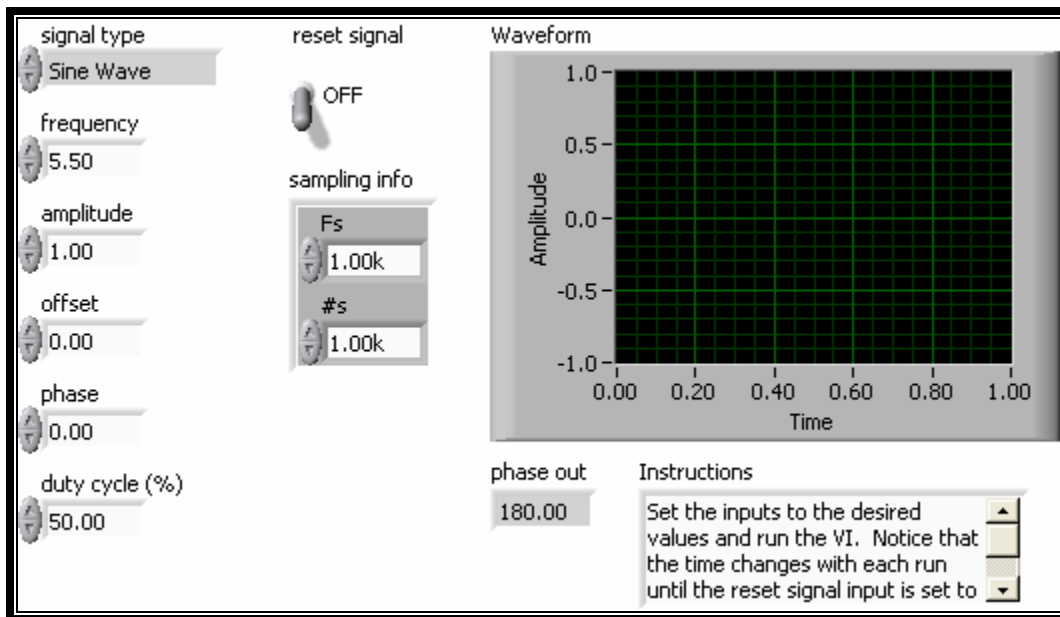 signal type
Sine Wave
frequency
5.50
amplitude
1.00
offset
0.00
phase
0.00
duty cycle (%)
50.00
reset signal
OFF
sampling info
Fs
1.00k
#s
1.00k
Waveform
Amplitude
1.0
0.5
0.0
-0.5
-1.0
0.00 0.20 0.40 0.60 0.80 1.00
Time
phase out
180.00
Instructions
Set the inputs to the desired
values and run the VI. Notice that
the time changes with each run
until the reset signal input is set to